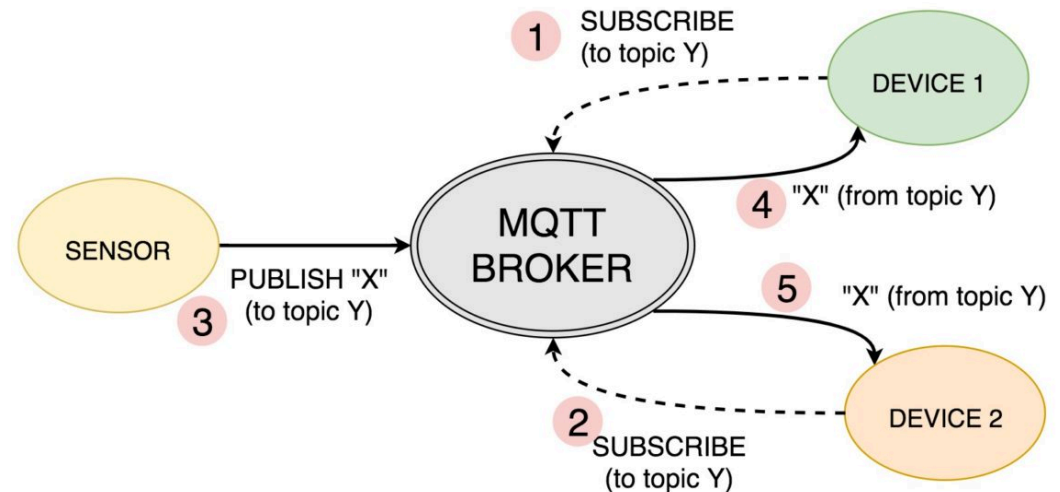 1
SUBSCRIBE
(to topic Y)
DEVICE 1
4
"X" (from topic Y)
MQTT
BROKER
SENSOR
PUBLISH "X"
(to topic Y)
3
5
"X" (from topic Y)
2
SUBSCRIBE
(to topic Y)
DEVICE 2